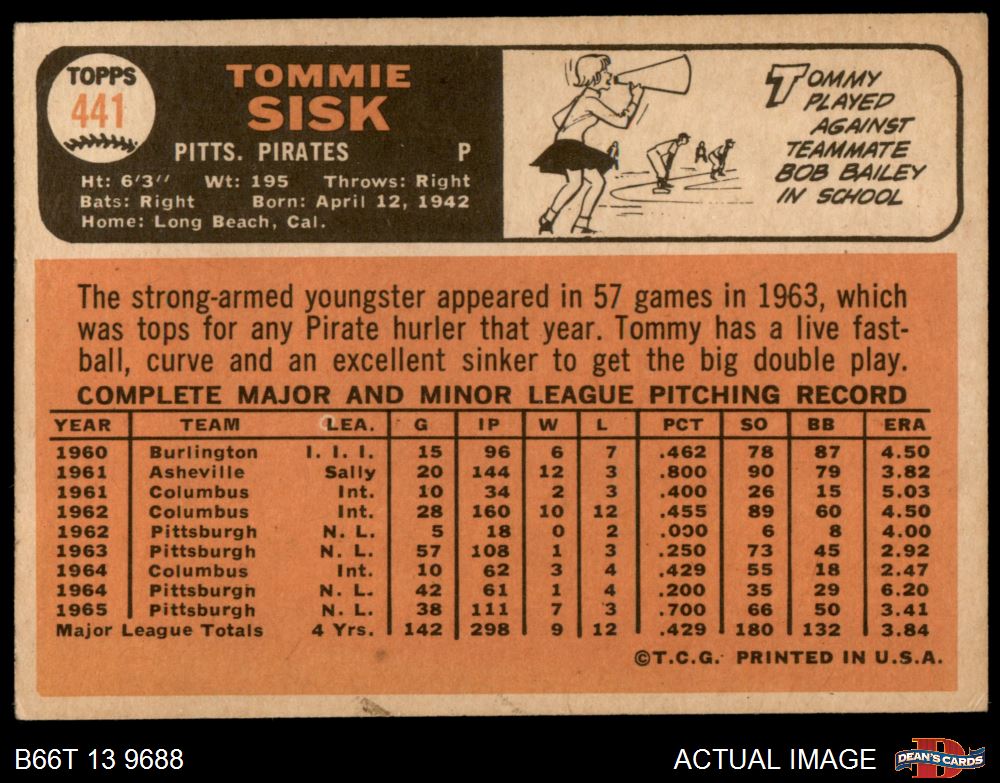 TOPPS
441
TOMMIE
SISK
PITTS. PIRATES P
Ht: 6'3" Wt: 195 Throws: Right
Bats: Right Born: April 12, 1942
Home: Long Beach, Cal.
TOMMY
PLAYED
AGAINST
TEAMMATE
BOB BAILEY
IN SCHOOL
The strong-armed youngster appeared in 57 games in 1963, which
was tops for any Pirate hurler that year. Tommy has a live fast-
ball, curve and an excellent sinker to get the big double play.
COMPLETE MAJOR AND MINOR LEAGUE PITCHING RECORD
YEAR TEAM LEA. G IP W L PCT SO BB ERA
1960 Burlington I. I. I. 15 96 6 7 .462 78 87 4.50
1961 Asheville Sally 20 144 12 3 .800 90 79 3.82
1961 Columbus Int. 10 34 2 3 .400 26 15 5.03
1962 Columbus Int. 28 160 10 12 .455 89 60 4.50
1962 Pittsburgh N. L. 5 18 0 2 .000 6 8 4.00
1963 Pittsburgh N. L. 57 108 1 3 .250 73 45 2.92
1964 Columbus Int. 10 62 3 4 .429 55 18 2.47
1964 Pittsburgh N. L. 42 61 1 4 .200 35 29 6.20
1965 Pittsburgh N. L. 38 111 7 3 .700 66 50 3.41
Major League Totals 4 Yrs. 142 298 9 12 .429 180 132 3.84
©T.C.G. PRINTED IN U.S.A.
B66T 13 9688
ACTUAL IMAGE
D
DEAN'S CARDS